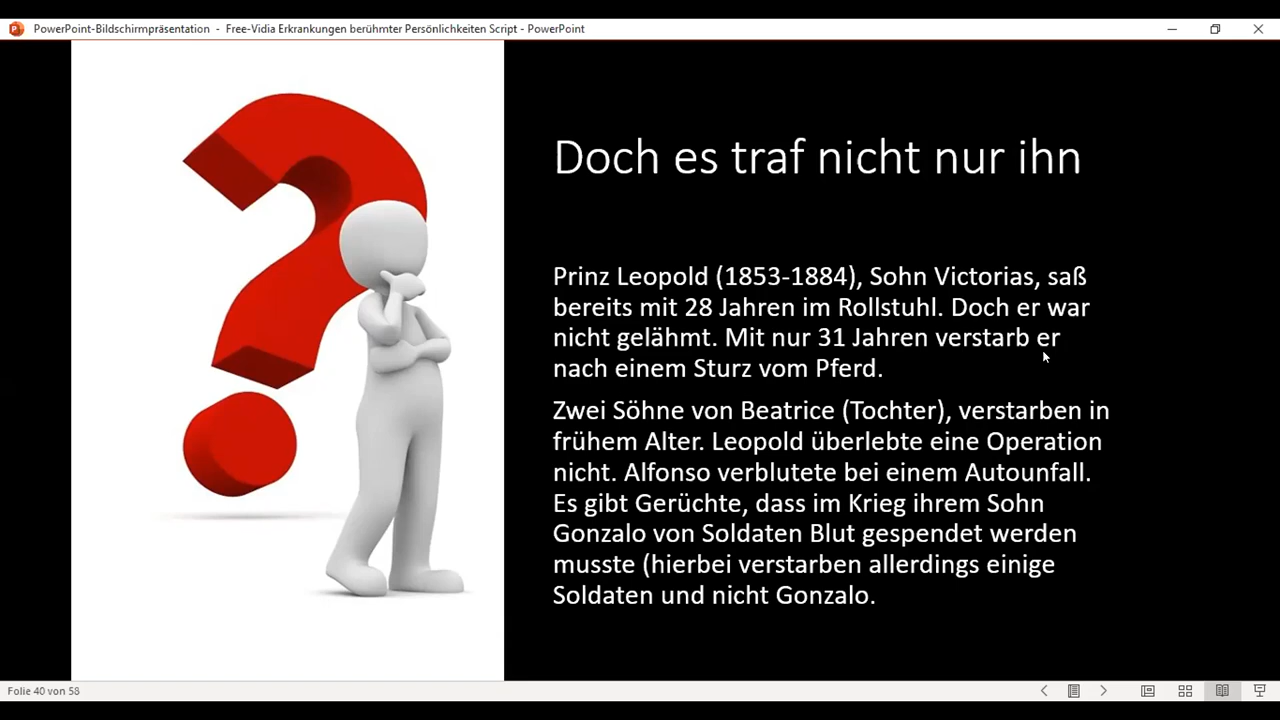 PowerPoint-Bildschirmpräsentation - Free-Vidia Erkrankungen berühmter Persönlichkeiten Script - PowerPoint
Doch es traf nicht nur ihn
Prinz Leopold (1853-1884), Sohn Victorias, saß
bereits mit 28 Jahren im Rollstuhl. Doch er war
nicht gelähmt. Mit nur 31 Jahren verstarb er
nach einem Sturz vom Pferd.
Zwei Söhne von Beatrice (Tochter), verstarben in
frühem Alter. Leopold überlebte eine Operation
nicht. Alfonso verblutete bei einem Autounfall.
Es gibt Gerüchte, dass im Krieg ihrem Sohn
Gonzalo von Soldaten Blut gespendet werden
musste (hierbei verstarben allerdings einige
Soldaten und nicht Gonzalo.
Folie 40 von 58